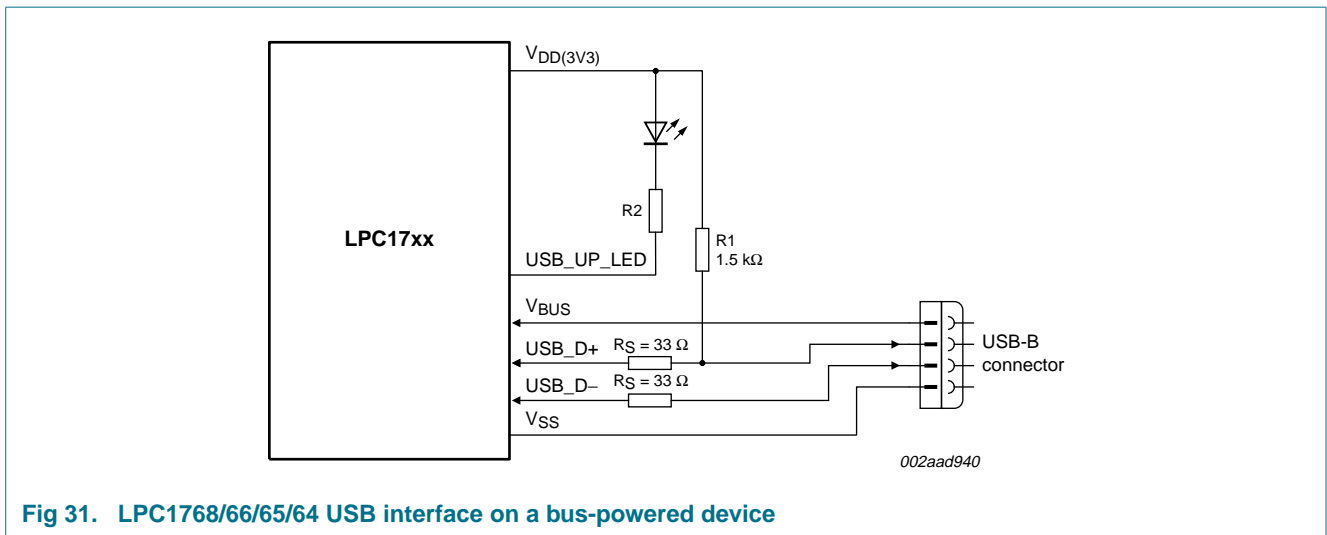 VDD(3V3)
R2
LPC17xx
R1
1.5 kΩ
USB_UP_LED
VBUS
USB_D+
RS = 33 Ω
USB-B
connector
USB_D−
RS = 33 Ω
VSS
002aad940
Fig 31. LPC1768/66/65/64 USB interface on a bus-powered device